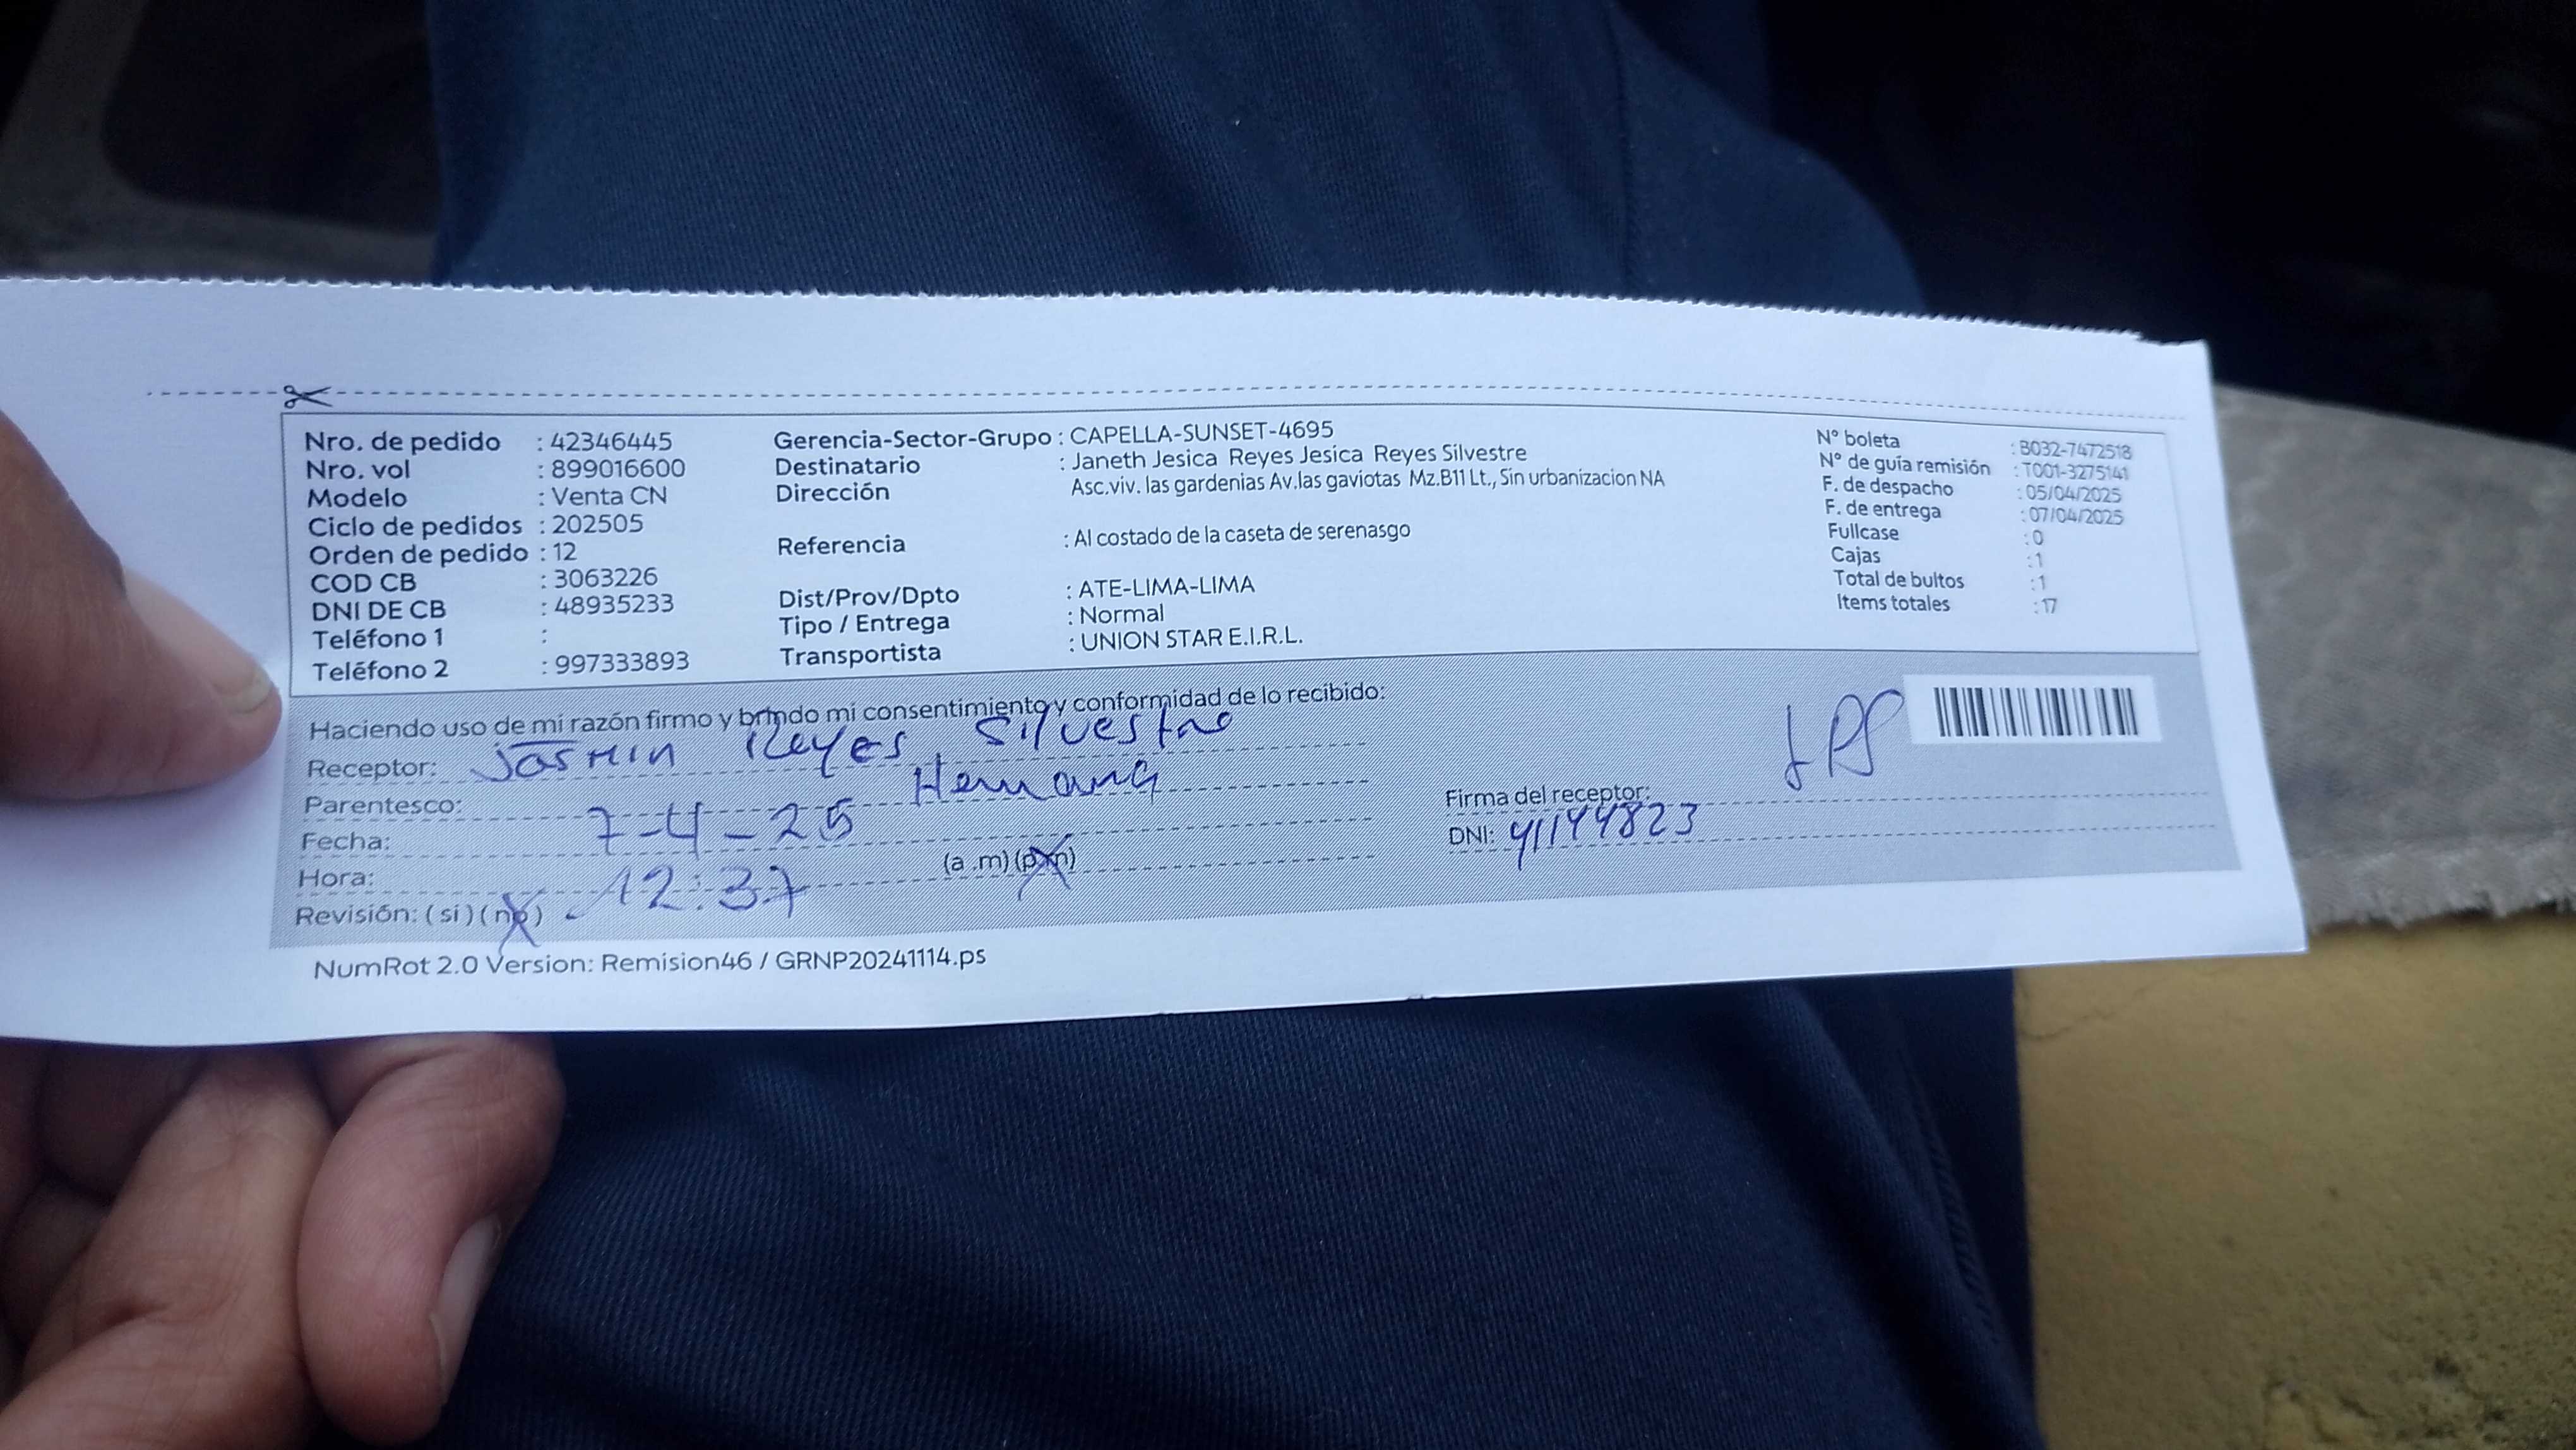 Nro. de pedido : 42346445
Nro. vol : 899016600
Modelo : Venta CN
Ciclo de pedidos : 202505
Orden de pedido : 12
COD CB : 3063226
DNI DE CB : 48935233
Teléfono 1 :
Teléfono 2 : 997333893
Gerencia-Sector-Grupo : CAPELLA-SUNSET-4695
Destinatario : Janeth Jesica Reyes Jesica Reyes Silvestre
Dirección Asc.viv. las gardenias Av.las gaviotas Mz.B11 Lt., Sin urbanizacion NA
Referencia : Al costado de la caseta de serenasgo
Dist/Prov/Dpto : ATE-LIMA-LIMA
Tipo / Entrega : Normal
Transportista : UNION STAR E.I.R.L.
N° boleta : B032-7472518
N° de guía remisión : T001-3275141
F. de despacho : 05/04/2025
F. de entrega : 07/04/2025
Fullcase : 0
Cajas : 1
Total de bultos : 1
Items totales : 17
Haciendo uso de mi razón firmo y brindo mi consentimiento y conformidad de lo recibido:
Receptor: Jasmin Reyes Silvestre
Parentesco: Hermana
Fecha: 7-4-25
Hora: 12:37 (a .m) (p.m)
Revisión: ( si ) ( no )
Firma del receptor:
DNI: 41144823
NumRot 2.0 Version: Remision46 / GRNP20241114.ps